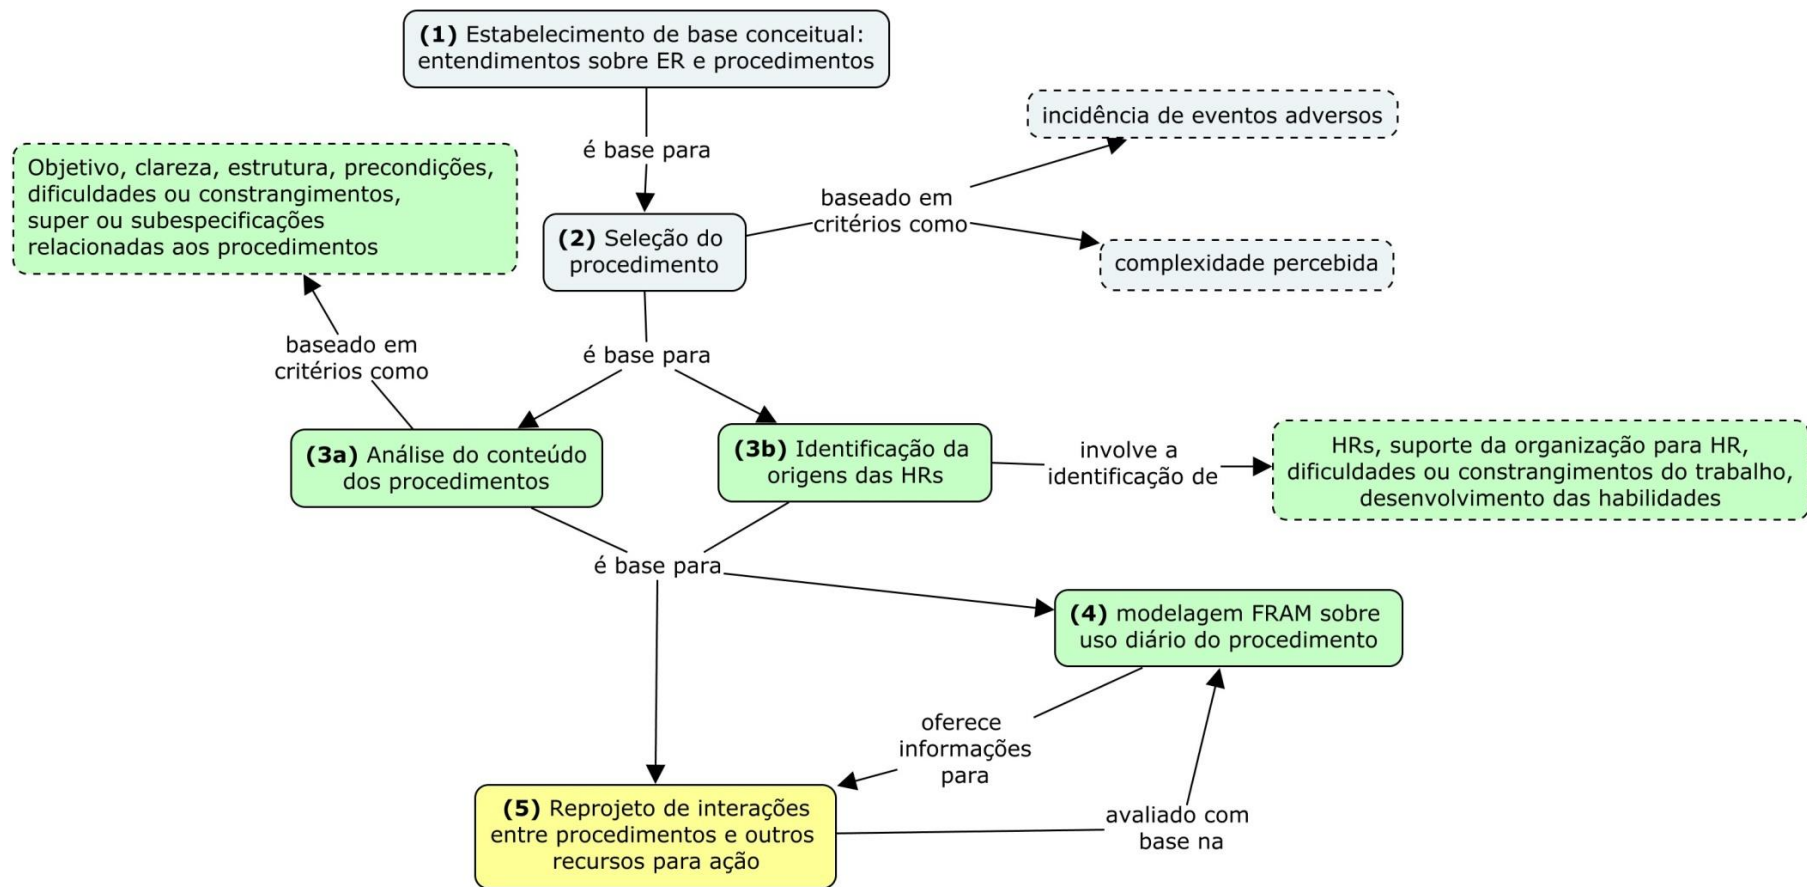 (1) Estabelecimento de base conceitual:
entendimentos sobre ER e procedimentos
é base para
incidência de eventos adversos
baseado em
critérios como
complexidade percebida
(2) Seleção do
procedimento
Objetivo, clareza, estrutura, precondições,
dificuldades ou constrangimentos,
super ou subespecificações
relacionadas aos procedimentos
baseado em
critérios como
é base para
(3a) Análise do conteúdo
dos procedimentos
(3b) Identificação da
origens das HRs
involve a
identificação de
HRs, suporte da organização para HR,
dificuldades ou constrangimentos do trabalho,
desenvolvimento das habilidades
é base para
(4) modelagem FRAM sobre
uso diário do procedimento
oferece
informações
para
(5) Reprojeto de interações
entre procedimentos e outros
recursos para ação
avaliado com
base na